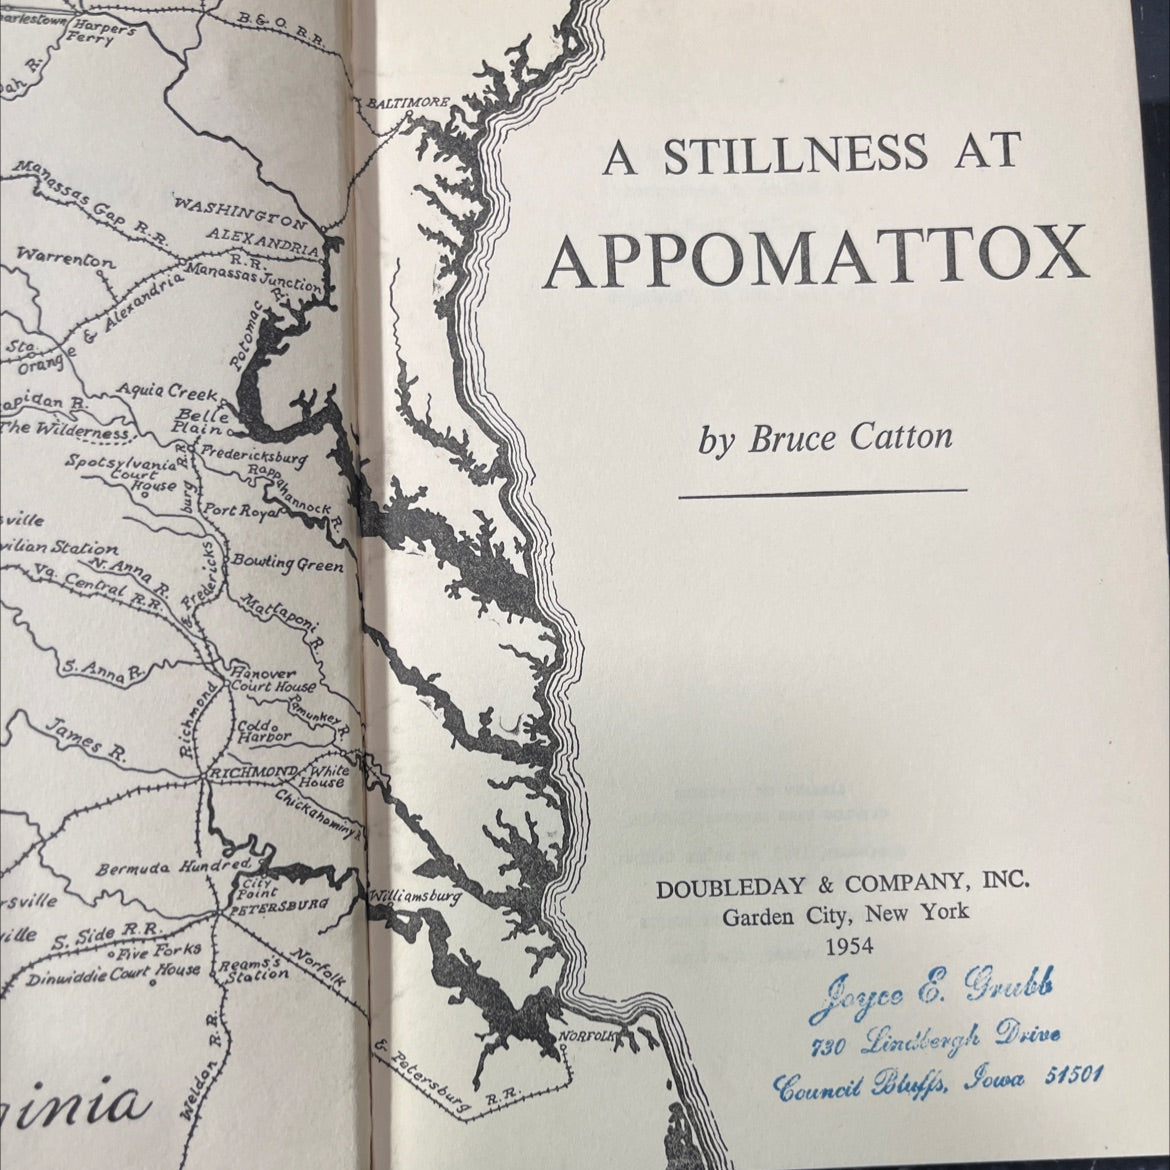 Harper's
Ferry
B. & O. R.R.
BALTIMORE
Manassas Gap R.R.
WASHINGTON
ALEXANDRIA
R.R.
Manassas Junction
Warrenton
& Alexandria
Potomac R.
Sta.
Orange
Aquia Creek
Belle
Plain
The Wilderness
Fredericksburg
Spotsylvania
Court
House
Rappahannock R.
Port Royal
N. Anna R.
Bowling Green
Va. Central R.R.
& Fredericksburg R.R.
Mattaponi R.
S. Anna R.
Hanover
Court House
Pamunkey R.
Richmond
Cold
Harbor
James R.
RICHMOND
White
House
Chickahominy R.
Bermuda Hundred
City
Point
PETERSBURG
Williamsburg
S. Side R.R.
Five Forks
Dinwiddie Court House
Reams's
Station
Norfolk
NORFOLK
& Petersburg R.R.
Weldon R.R.
A STILLNESS AT
APPOMATTOX
by Bruce Catton
DOUBLEDAY & COMPANY, INC.
Garden City, New York
1954
Joyce E. Grubb
730 Lindbergh Drive
Council Bluffs, Iowa 51501